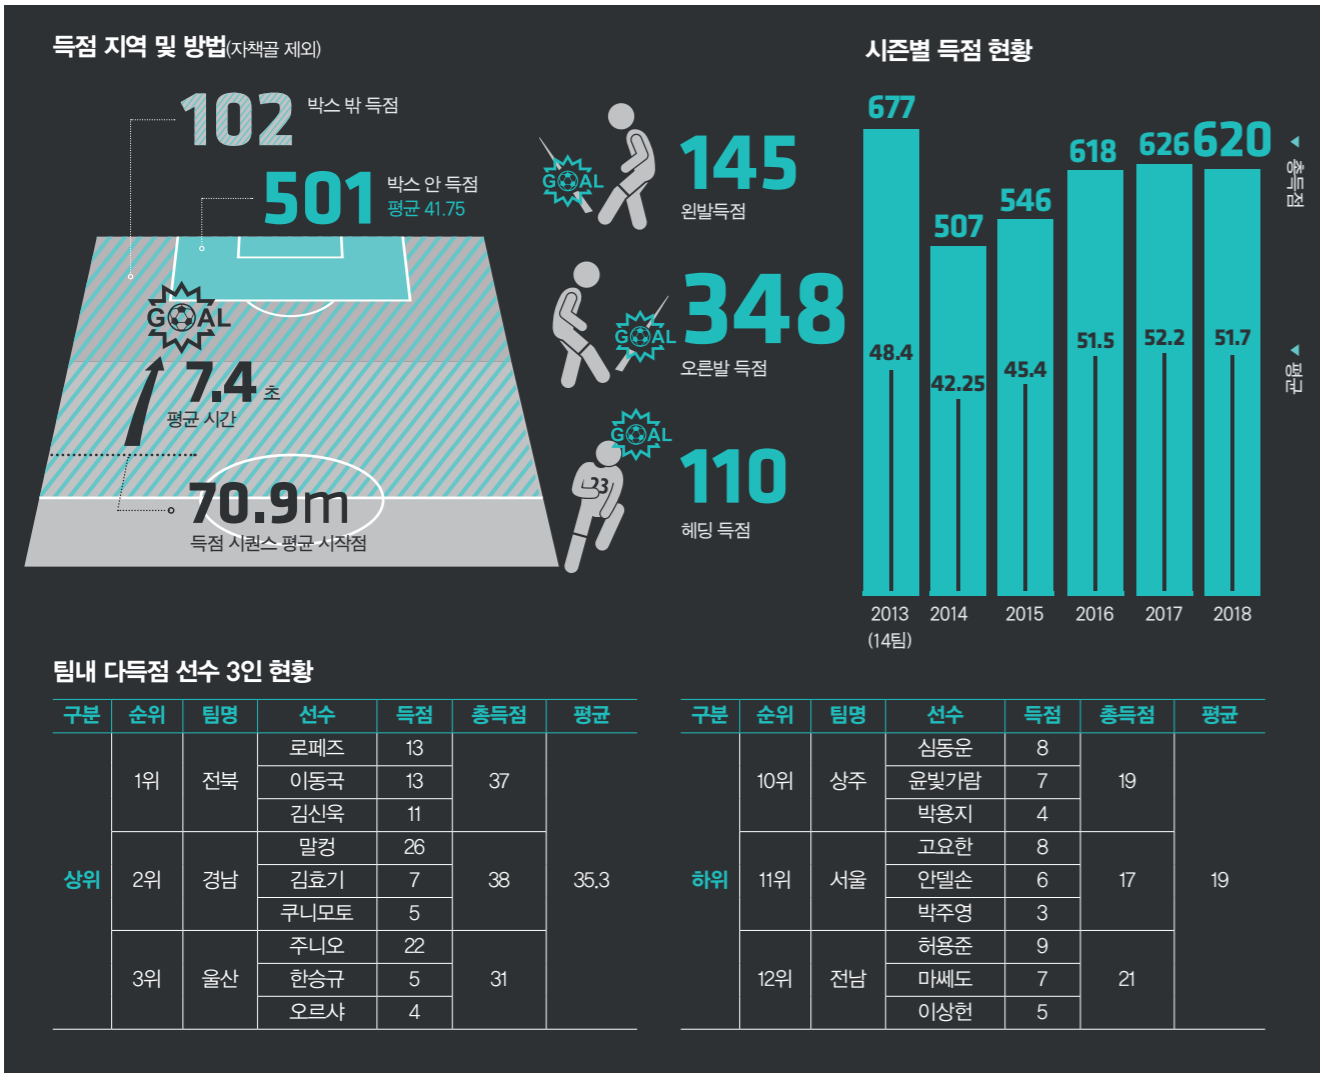 득점 지역 및 방법(자책골 제외)
102 박스 밖 득점
501 박스 안 득점
평균 41.75
GOAL
7.4 초
평균 시간
70.9m
득점 시퀀스 평균 시작점
GOAL
145
왼발득점
GOAL
348
오른발 득점
GOAL
23
110
헤딩 득점
시즌별 득점 현황
677 507 546 618 626 620
▼ 총득점
48.4 42.25 45.4 51.5 52.2 51.7
▼ 평균
2013 2014 2015 2016 2017 2018
(14팀)
팀내 다득점 선수 3인 현황
구분 순위 팀명 선수 득점 총득점 평균
상위 1위 전북 로페즈 13 37 35.3
이동국 13
김신욱 11
2위 경남 말컹 26 38
김효기 7
쿠니모토 5
3위 울산 주니오 22 31
한승규 5
오르샤 4
구분 순위 팀명 선수 득점 총득점 평균
하위 10위 상주 심동운 8 19 19
윤빛가람 7
박용지 4
11위 서울 고요한 8 17
안델손 6
박주영 3
12위 전남 허용준 9 21
마쎄도 7
이상헌 5